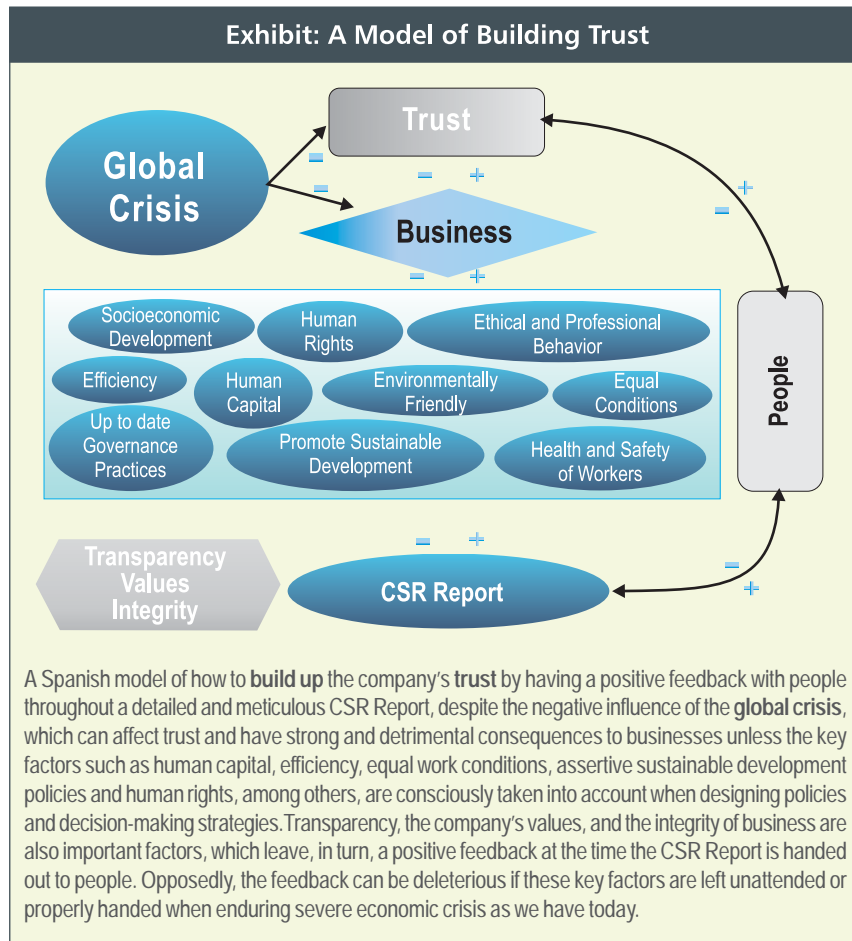 Exhibit: A Model of Building Trust
Trust
Global
Crisis
Business
Socioeconomic
Development
Human
Rights
Ethical and Professional
Behavior
Efficiency
Human
Capital
Environmentally
Friendly
Equal
Conditions
Up to date
Governance
Practices
Promote Sustainable
Development
Health and Safety
of Workers
People
Transparency
Values
Integrity
CSR Report
A Spanish model of how to build up the company's trust by having a positive feedback with people
throughout a detailed and meticulous CSR Report, despite the negative influence of the global crisis,
which can affect trust and have strong and detrimental consequences to businesses unless the key
factors such as human capital, efficiency, equal work conditions, assertive sustainable development
policies and human rights, among others, are consciously taken into account when designing policies
and decision-making strategies. Transparency, the company's values, and the integrity of business are
also important factors, which leave, in turn, a positive feedback at the time the CSR Report is handed
out to people. Opposedly, the feedback can be deleterious if these key factors are left unattended or
properly handed when enduring severe economic crisis as we have today.